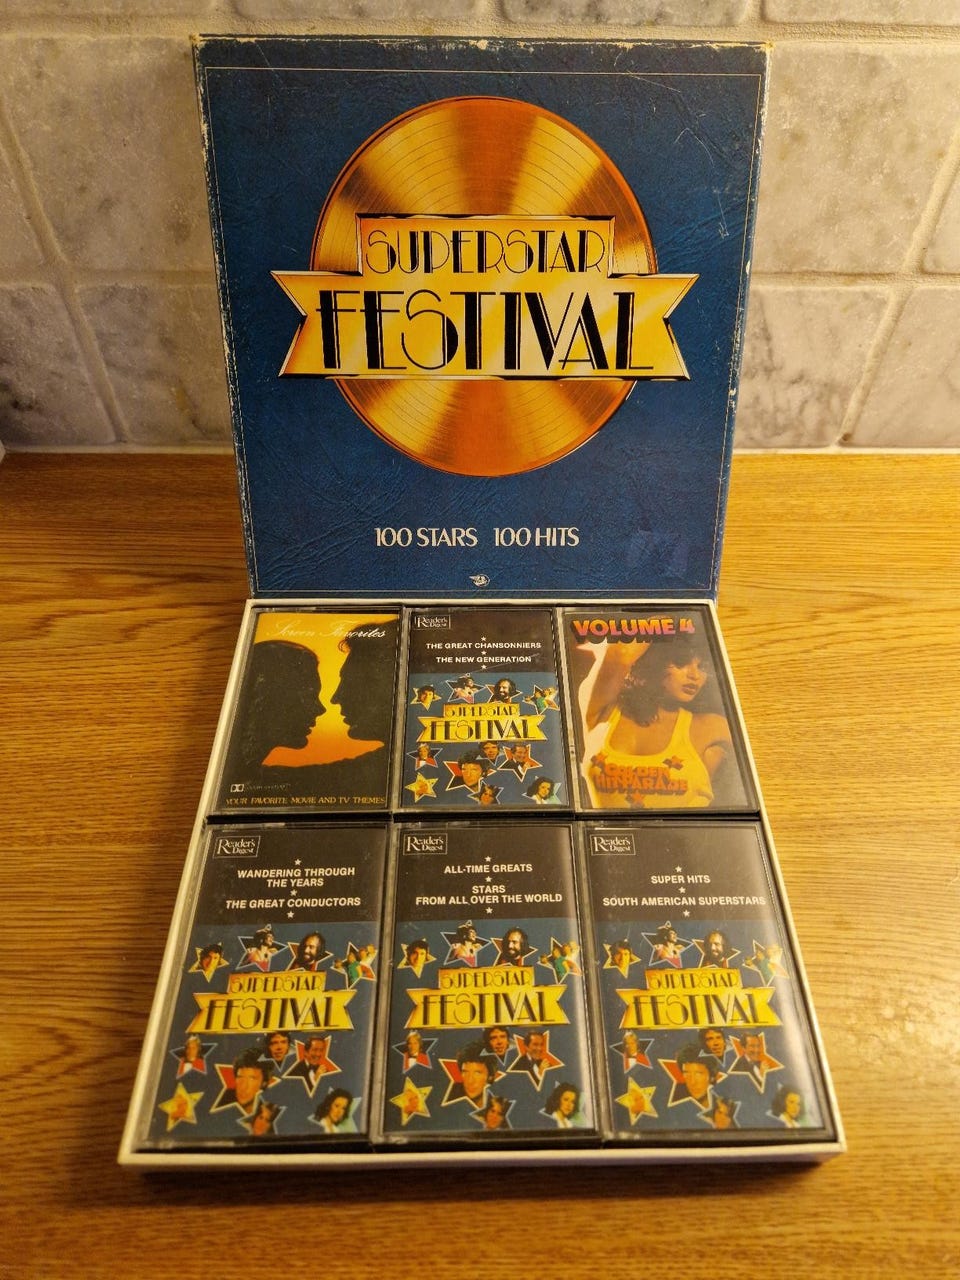 SUPERSTAR
FESTIVAL
100 STARS 100 HITS
Screen Favorites
YOUR FAVORITE MOVIE AND TV THEMES
Reader's
Digest
THE GREAT CHANSONNIERS
THE NEW GENERATION
SUPERSTAR
FESTIVAL
VOLUME 4
GOLDEN
HITPARADE
Reader's
Digest
WANDERING THROUGH
THE YEARS
THE GREAT CONDUCTORS
SUPERSTAR
FESTIVAL
Reader's
Digest
ALL-TIME GREATS
STARS
FROM ALL OVER THE WORLD
SUPERSTAR
FESTIVAL
Reader's
Digest
SUPER HITS
SOUTH AMERICAN SUPERSTARS
SUPERSTAR
FESTIVAL